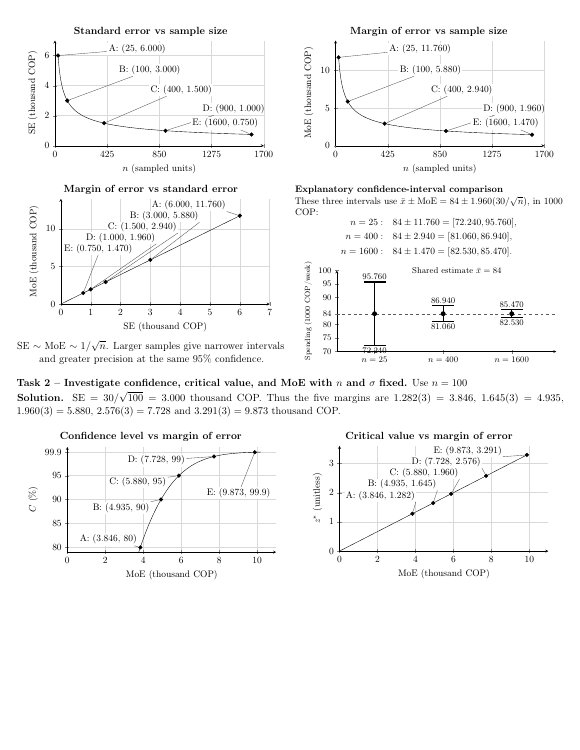 Standard error vs sample size
SE (thousand COP)
6
4
2
0
A: (25, 6.000)
B: (100, 3.000)
C: (400, 1.500)
D: (900, 1.000)
E: (1600, 0.750)
0 425 850 1275 1700
n (sampled units)
Margin of error vs sample size
MoE (thousand COP)
10
5
0
A: (25, 11.760)
B: (100, 5.880)
C: (400, 2.940)
D: (900, 1.960)
E: (1600, 1.470)
0 425 850 1275 1700
n (sampled units)
Margin of error vs standard error
MoE (thousand COP)
10
5
0
A: (6.000, 11.760)
B: (3.000, 5.880)
C: (1.500, 2.940)
D: (1.000, 1.960)
E: (0.750, 1.470)
0 1 2 3 4 5 6 7
SE (thousand COP)
SE ∼ MoE ∼ 1/√n. Larger samples give narrower intervals
and greater precision at the same 95% confidence.
Explanatory confidence-interval comparison
These three intervals use x̄ ± MoE = 84 ± 1.960(30/√n), in 1000
COP:
n = 25 : 84 ± 11.760 = [72.240, 95.760],
n = 400 : 84 ± 2.940 = [81.060, 86.940],
n = 1600 : 84 ± 1.470 = [82.530, 85.470].
Spending (1000 COP/week)
100
95
90
84
80
75
70
Shared estimate x̄ = 84
95.760
72.240
86.940
81.060
85.470
82.530
n = 25 n = 400 n = 1600
Task 2 – Investigate confidence, critical value, and MoE with n and σ fixed. Use n = 100
Solution. SE = 30/√100 = 3.000 thousand COP. Thus the five margins are 1.282(3) = 3.846, 1.645(3) = 4.935,
1.960(3) = 5.880, 2.576(3) = 7.728 and 3.291(3) = 9.873 thousand COP.
Confidence level vs margin of error
C (%)
99.9
95
90
85
80
D: (7.728, 99)
C: (5.880, 95)
E: (9.873, 99.9)
B: (4.935, 90)
A: (3.846, 80)
0 2 4 6 8 10
MoE (thousand COP)
Critical value vs margin of error
z* (unitless)
3
2
1
0
E: (9.873, 3.291)
D: (7.728, 2.576)
C: (5.880, 1.960)
B: (4.935, 1.645)
A: (3.846, 1.282)
0 2 4 6 8 10
MoE (thousand COP)